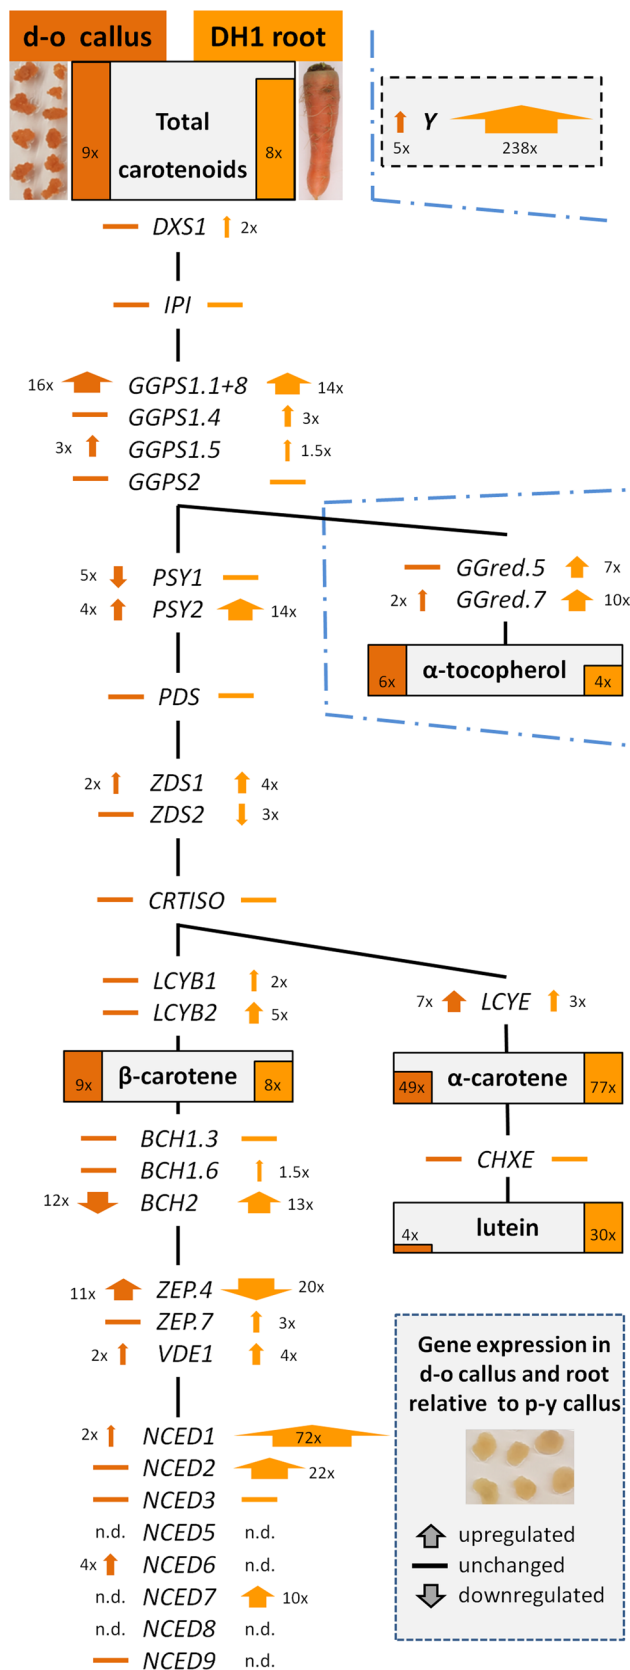 d-o callus DH1 root
Total
carotenoids
9x 8x
Y
5x 238x
DXS1 2x
IPI
16x GGPS1.1+8 14x
GGPS1.4 3x
3x GGPS1.5 1.5x
GGPS2
5x PSY1
4x PSY2 14x
GGred.5 7x
2x GGred.7 10x
6x α-tocopherol 4x
PDS
2x ZDS1 4x
ZDS2 3x
CRTISO
LCYB1 2x
LCYB2 5x
7x LCYE 3x
9x β-carotene 8x
49x α-carotene 77x
BCH1.3
BCH1.6 1.5x
12x BCH2 13x
CHXE
4x lutein 30x
11x ZEP.4 20x
ZEP.7 3x
2x VDE1 4x
2x NCED1 72x
NCED2 22x
NCED3
n.d. NCED5 n.d.
4x NCED6 n.d.
n.d. NCED7 10x
n.d. NCED8 n.d.
NCED9 n.d.
Gene expression in
d-o callus and root
relative to p-y callus
upregulated
unchanged
downregulated